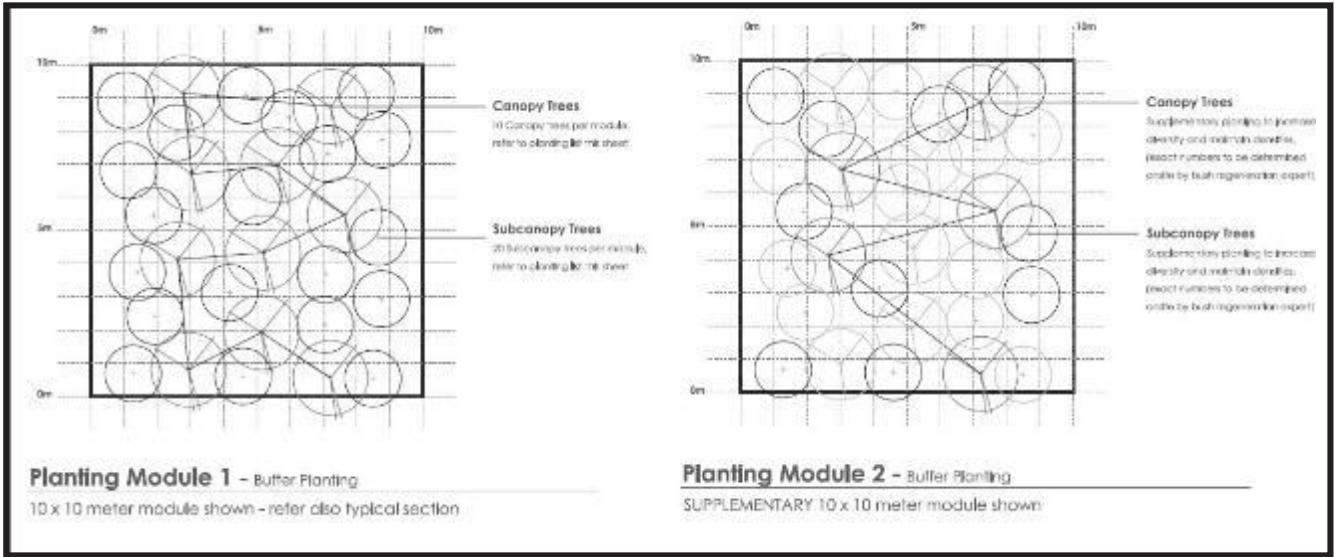 0m 5m 10m
10m
5m
0m
Canopy Trees
10 Canopy trees per module,
refer to planting list this sheet
Subcanopy Trees
20 Subcanopy trees per module,
refer to planting list this sheet
Planting Module 1 - Buffer Planting
10 x 10 meter module shown - refer also typical section
0m 5m 10m
10m
5m
0m
Canopy Trees
Supplementary planting to increase
diversity and maintain densities,
(exact numbers to be determined
onsite by bush regeneration expert)
Subcanopy Trees
Supplementary planting to increase
diversity and maintain densities,
(exact numbers to be determined
onsite by bush regeneration expert)
Planting Module 2 - Buffer Planting
SUPPLEMENTARY 10 x 10 meter module shown